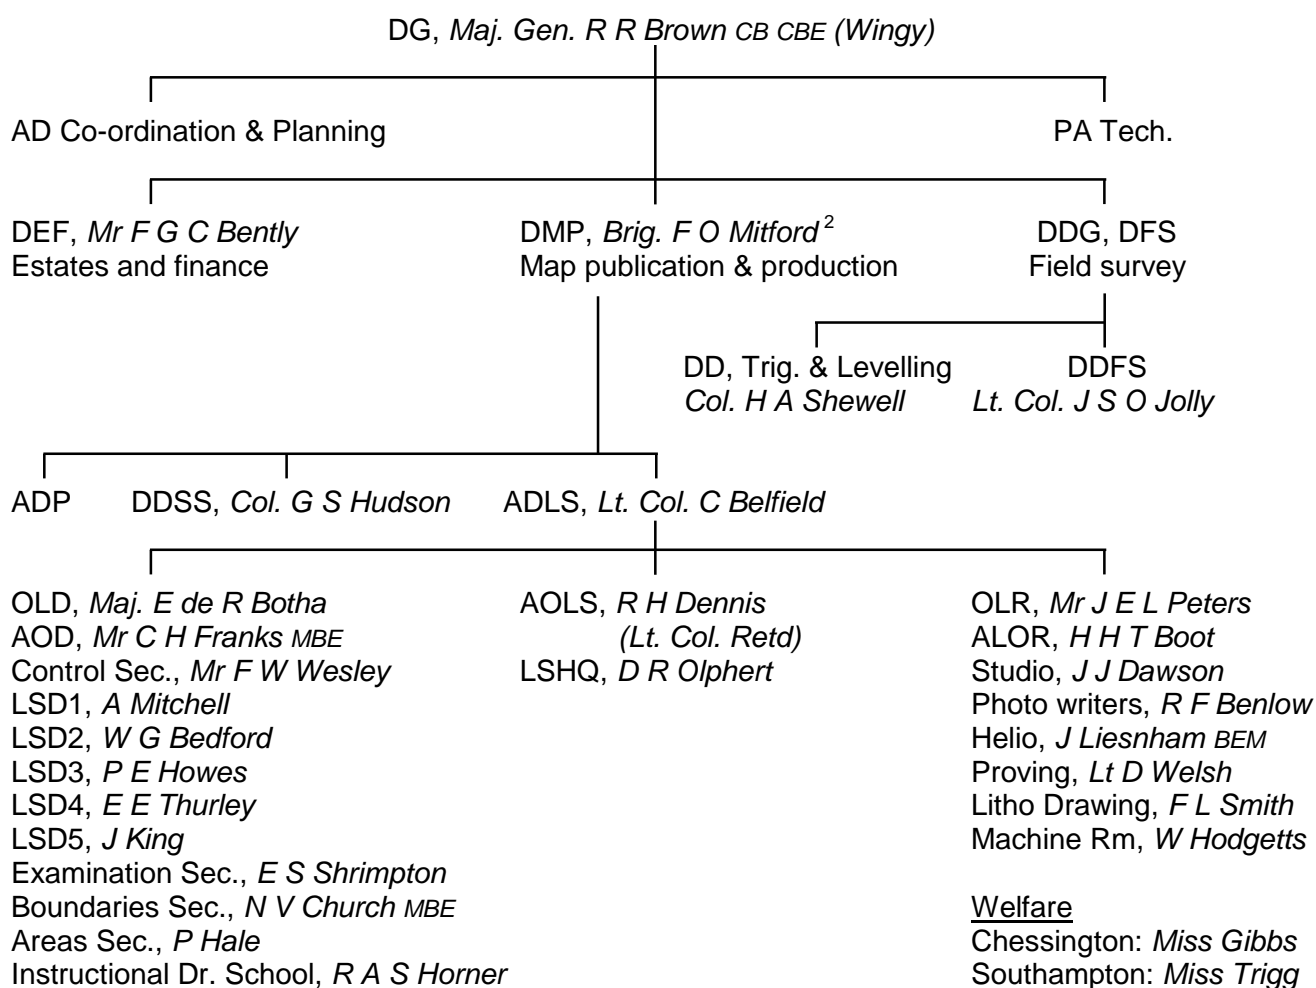 DG, Maj. Gen. R R Brown CB CBE (Wingy)
AD Co-ordination & Planning
PA Tech.
DEF, Mr F G C Bently
Estates and finance
DMP, Brig. F O Mitford 2
Map publication & production
DDG, DFS
Field survey
DD, Trig. & Levelling
Col. H A Shewell
DDFS
Lt. Col. J S O Jolly
ADP
DDSS, Col. G S Hudson
ADLS, Lt. Col. C Belfield
OLD, Maj. E de R Botha
AOD, Mr C H Franks MBE
Control Sec., Mr F W Wesley
LSD1, A Mitchell
LSD2, W G Bedford
LSD3, P E Howes
LSD4, E E Thurley
LSD5, J King
Examination Sec., E S Shrimpton
Boundaries Sec., N V Church MBE
Areas Sec., P Hale
Instructional Dr. School, R A S Horner
AOLS, R H Dennis
(Lt. Col. Retd)
LSHQ, D R Olphert
OLR, Mr J E L Peters
ALOR, H H T Boot
Studio, J J Dawson
Photo writers, R F Benlow
Helio, J Liesnham BEM
Proving, Lt D Welsh
Litho Drawing, F L Smith
Machine Rm, W Hodgetts
Welfare
Chessington: Miss Gibbs
Southampton: Miss Trigg